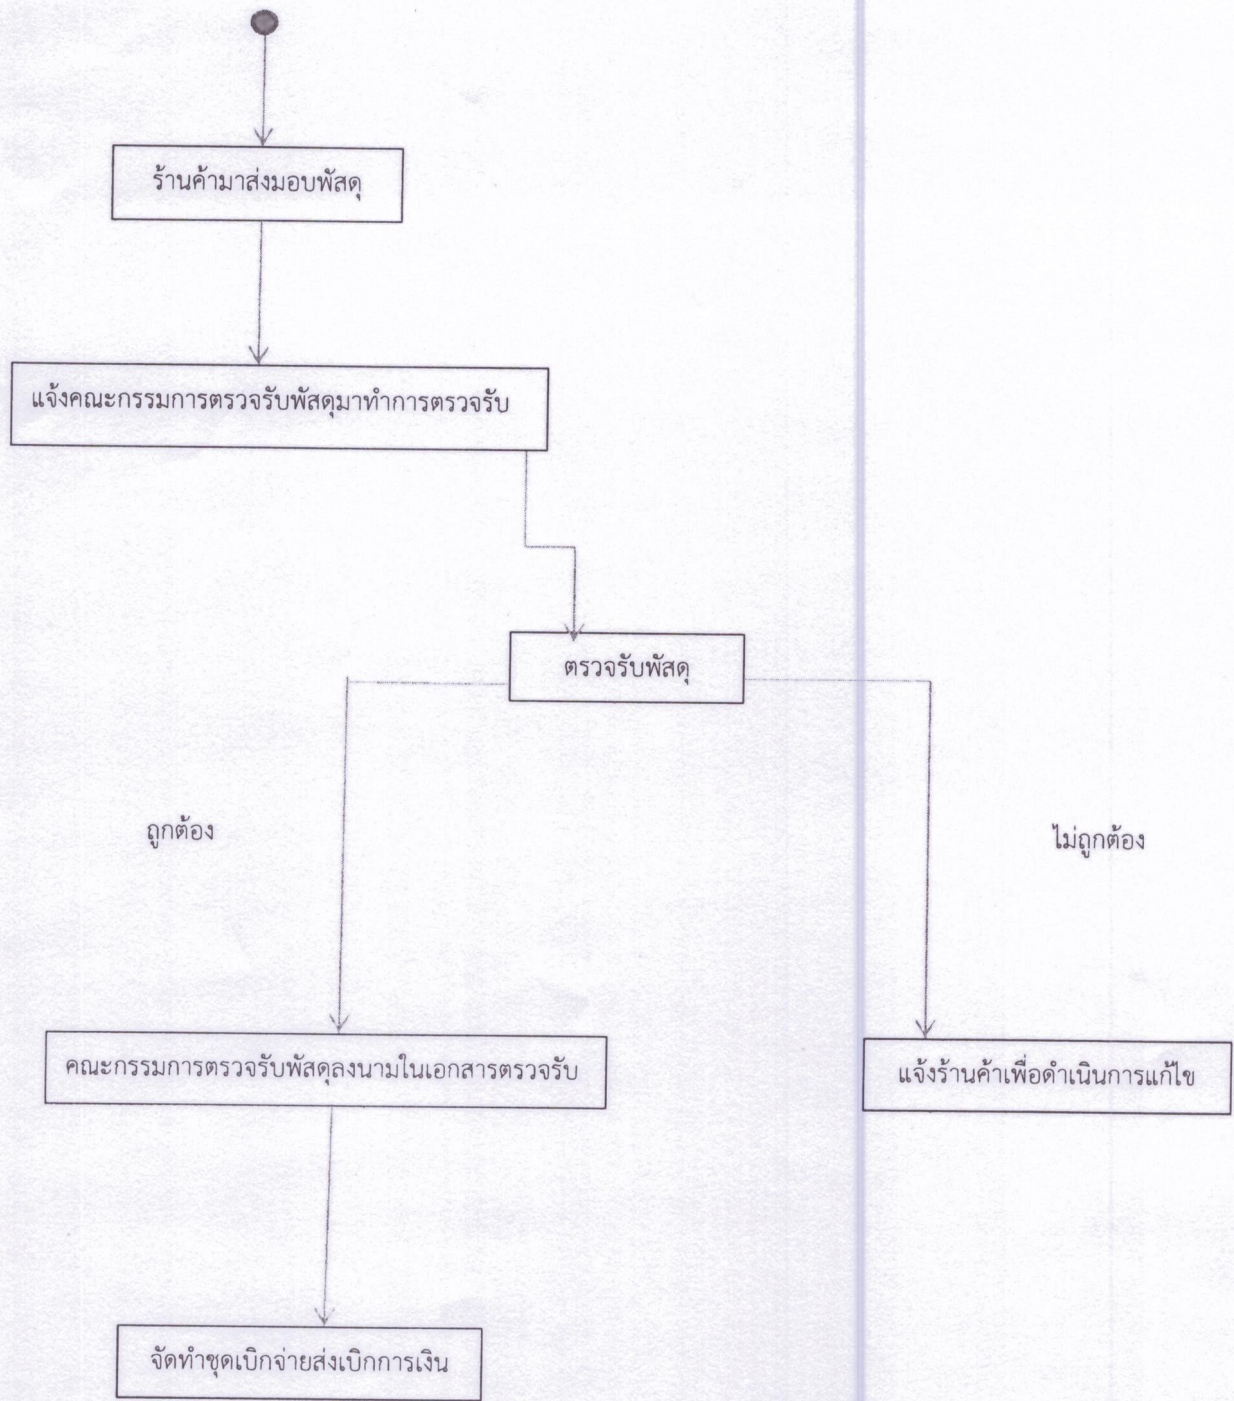 ร้านค้ามาส่งมอบพัสดุ
แจ้งคณะกรรมการตรวจรับพัสดุมาทำการตรวจรับ
ตรวจรับพัสดุ
ถูกต้อง
ไม่ถูกต้อง
คณะกรรมการตรวจรับพัสดุลงนามในเอกสารตรวจรับ
แจ้งร้านค้าเพื่อดำเนินการแก้ไข
จัดทำชุดเบิกจ่ายส่งเบิกการเงิน